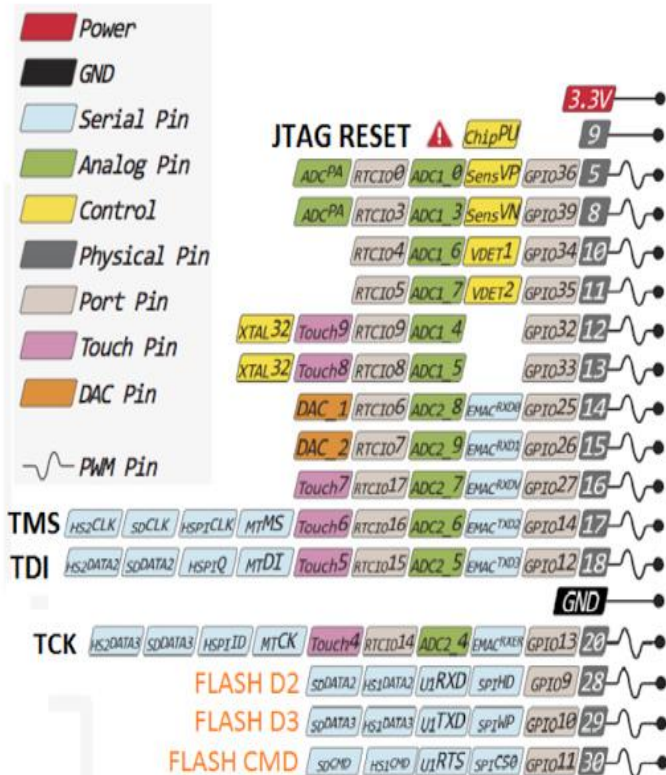 Power
GND
Serial Pin
Analog Pin
Control
Physical Pin
Port Pin
Touch Pin
DAC Pin
PWM Pin
3.3V
JTAG RESET ChipPU 9
ADCPA RTCIO0 ADC1_0 SensVP GPIO36 5
ADCPA RTCIO3 ADC1_3 SensVN GPIO39 8
RTCIO4 ADC1_6 VDET1 GPIO34 10
RTCIO5 ADC1_7 VDET2 GPIO35 11
XTAL32 Touch9 RTCIO9 ADC1_4 GPIO32 12
XTAL32 Touch8 RTCIO8 ADC1_5 GPIO33 13
DAC_1 RTCIO6 ADC2_8 EMACRXD0 GPIO25 14
DAC_2 RTCIO7 ADC2_9 EMACRXD1 GPIO26 15
Touch7 RTCIO17 ADC2_7 EMACRXDV GPIO27 16
TMS HS2CLK SDCLK HSPICLK MTMS Touch6 RTCIO16 ADC2_6 EMACTXD2 GPIO14 17
TDI HS2DATA2 SDDATA2 HSPIQ MTDI Touch5 RTCIO15 ADC2_5 EMACTXD3 GPIO12 18
GND
TCK HS2DATA3 SDDATA3 HSPIID MTCK Touch4 RTCIO14 ADC2_4 EMACRXER GPIO13 20
FLASH D2 SDDATA2 HS1DATA2 U1RXD SPIHD GPIO9 28
FLASH D3 SDDATA3 HS1DATA3 U1TXD SPIWP GPIO10 29
FLASH CMD SDCMD HS1CMD U1RTS SPICS0 GPIO11 30